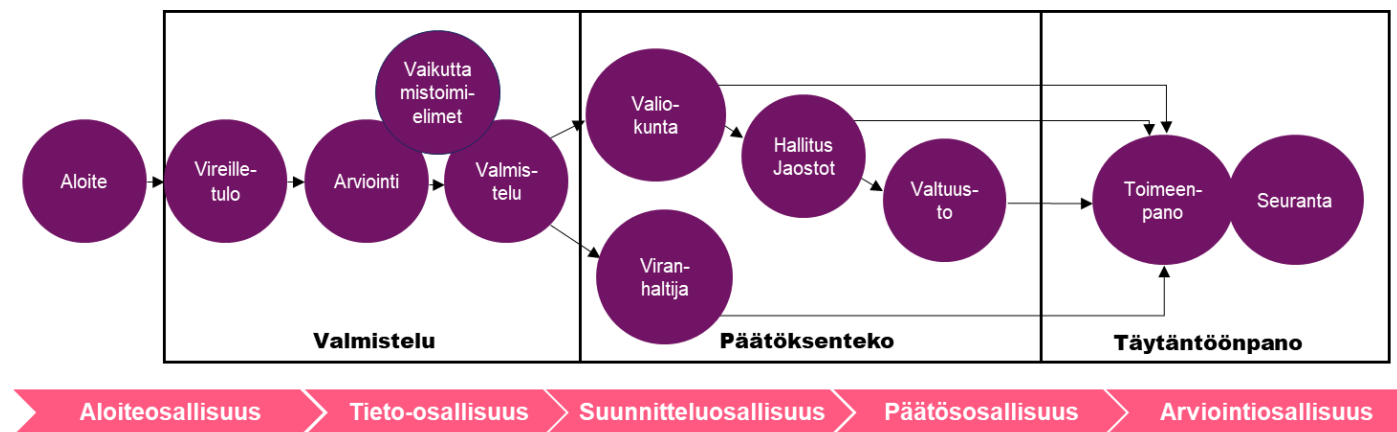 Aloite
Vireille-
tulo
Arviointi
Vaikutta
mistoimi-
elimet
Valmis-
telu
Valio-
kunta
Hallitus
Jaostot
Valtuus-
to
Viran-
haltija
Toimeen-
pano
Seuranta
Valmistelu
Päätöksenteko
Täytäntöönpano
Aloiteosallisuus
Tieto-osallisuus
Suunnitteluosallisuus
Päätösosallisuus
Arviointiosallisuus